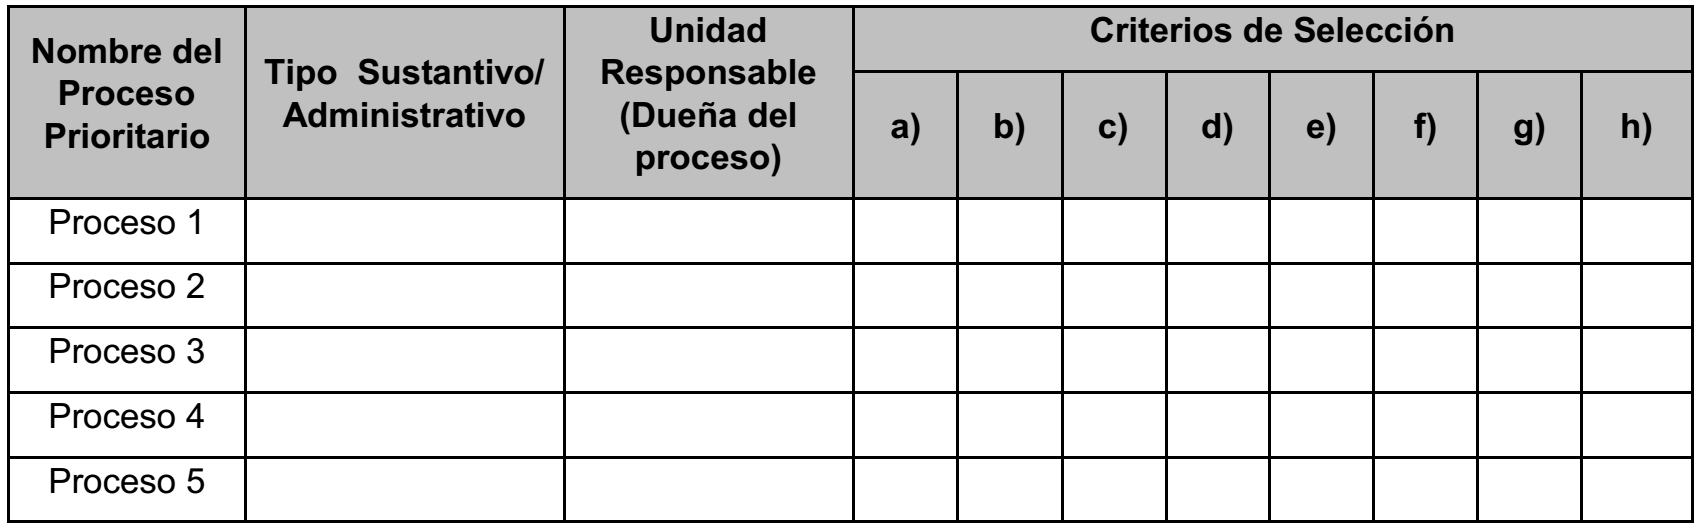 Nombre del
Proceso
Prioritario
Tipo Sustantivo/
Administrativo
Unidad
Responsable
(Dueña del
proceso)
Criterios de Selección
a) b) c) d) e) f) g) h)
Proceso 1
Proceso 2
Proceso 3
Proceso 4
Proceso 5